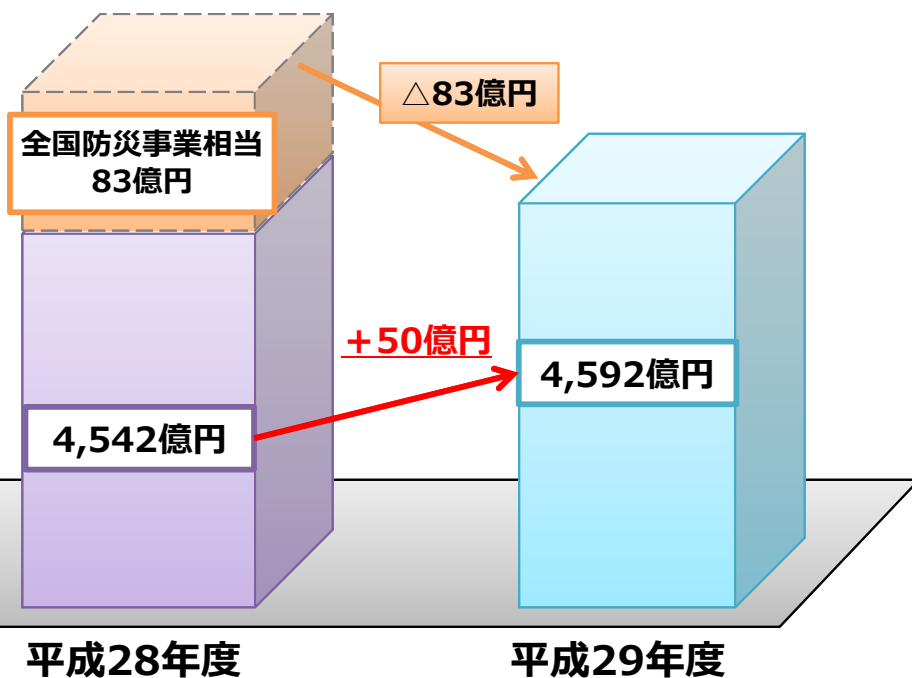 △83億円
全国防災事業相当
83億円
+50億円
4,592億円
4,542億円
平成28年度
平成29年度